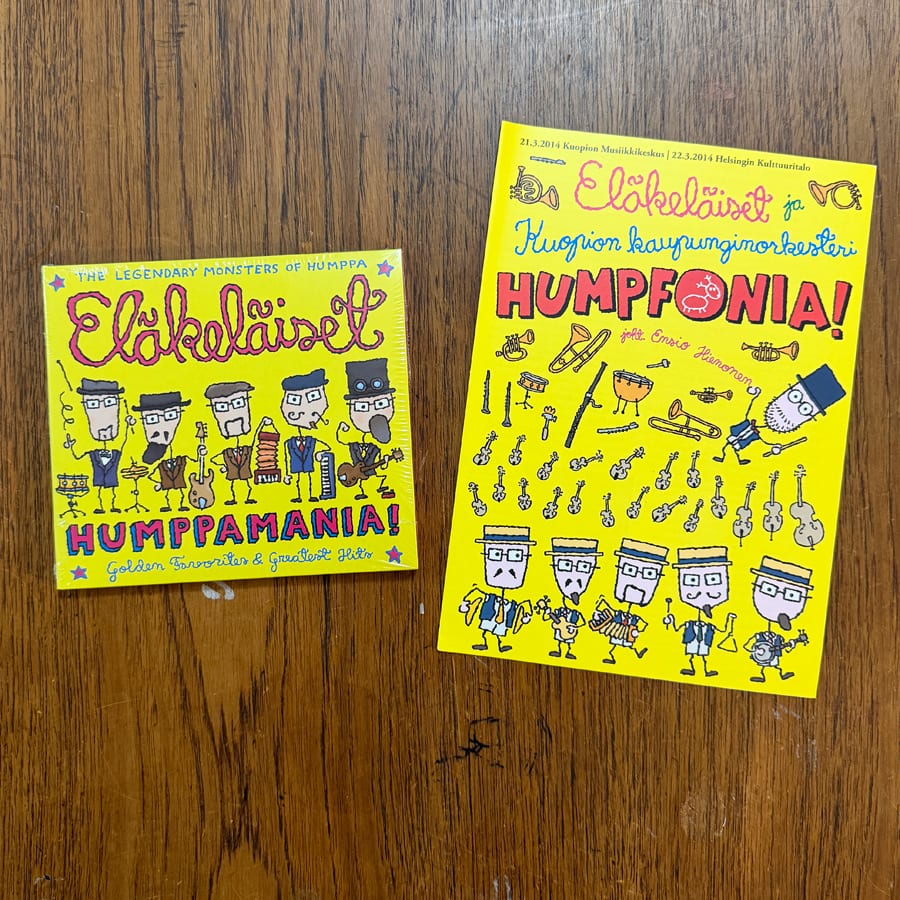 THE LEGENDARY MONSTERS OF HUMPPA
Eläkeläiset
HUMPPAMANIA!
Golden Favorites & Greatest Hits
21.3.2014 Kuopion Musiikkikeskus | 22.3.2014 Helsingin Kulttuuritalo
Eläkeläiset ja
Kuopion kaupunginorkesteri
HUMPFONIA!
joht. Ensio Hienonen